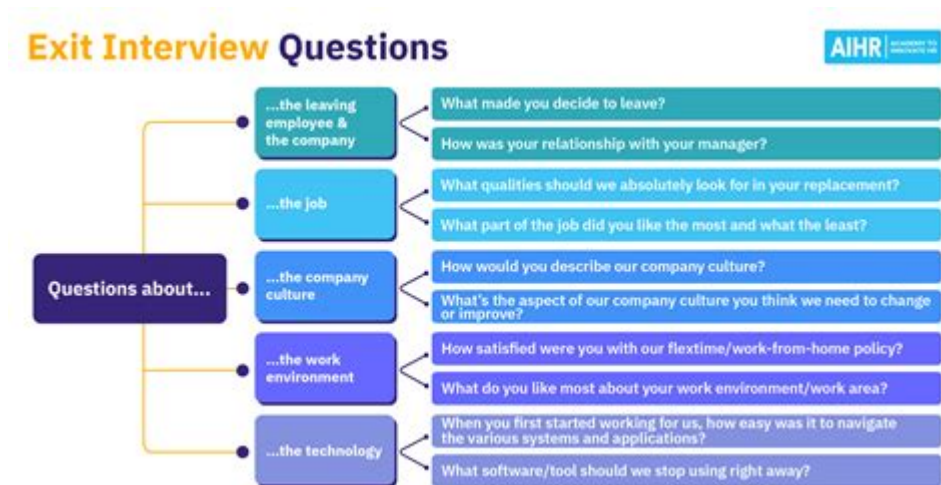 Exit Interview Questions
AIHR
ACADEMY TO
INNOVATE HR
Questions about...
...the leaving
employee &
the company
What made you decide to leave?
How was your relationship with your manager?
...the job
What qualities should we absolutely look for in your replacement?
What part of the job did you like the most and what the least?
...the company
culture
How would you describe our company culture?
What's the aspect of our company culture you think we need to change
or improve?
...the work
environment
How satisfied were you with our flextime/work-from-home policy?
What do you like most about your work environment/work area?
...the technology
When you first started working for us, how easy was it to navigate
the various systems and applications?
What software/tool should we stop using right away?